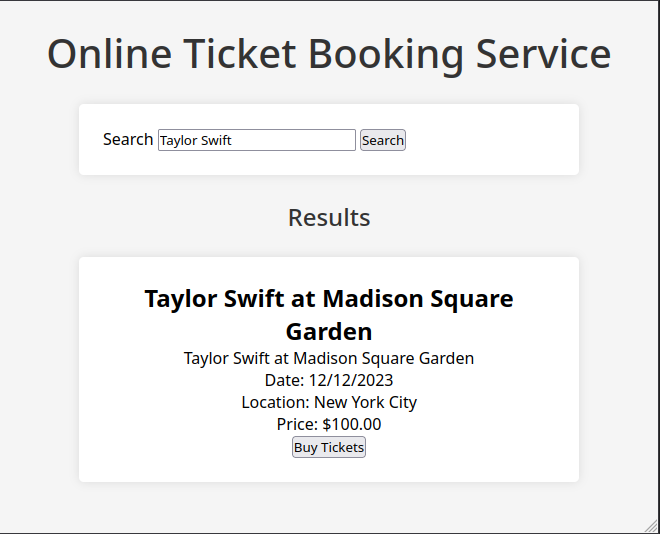 Online Ticket Booking Service
Search Taylor Swift Search
Results
Taylor Swift at Madison Square
Garden
Taylor Swift at Madison Square Garden
Date: 12/12/2023
Location: New York City
Price: $100.00
Buy Tickets